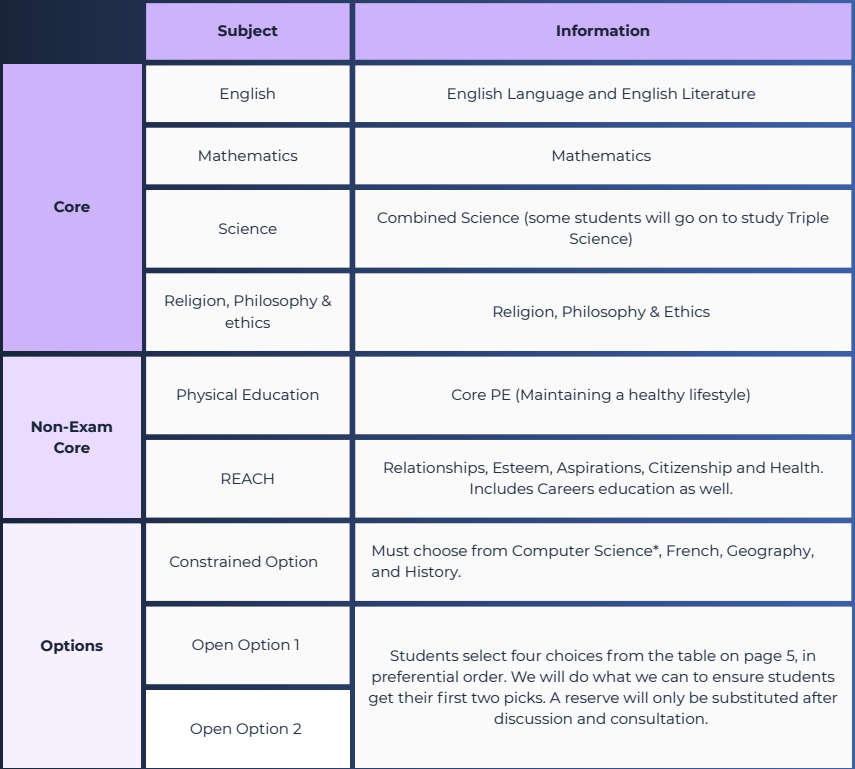 Subject
Information
Core
English
English Language and English Literature
Mathematics
Mathematics
Science
Combined Science (some students will go on to study Triple
Science)
Religion, Philosophy &
ethics
Religion, Philosophy & Ethics
Non-Exam
Core
Physical Education
Core PE (Maintaining a healthy lifestyle)
REACH
Relationships, Esteem, Aspirations, Citizenship and Health.
Includes Careers education as well.
Options
Constrained Option
Must choose from Computer Science*, French, Geography,
and History.
Open Option 1
Students select four choices from the table on page 5, in
preferential order. We will do what we can to ensure students
get their first two picks. A reserve will only be substituted after
discussion and consultation.
Open Option 2